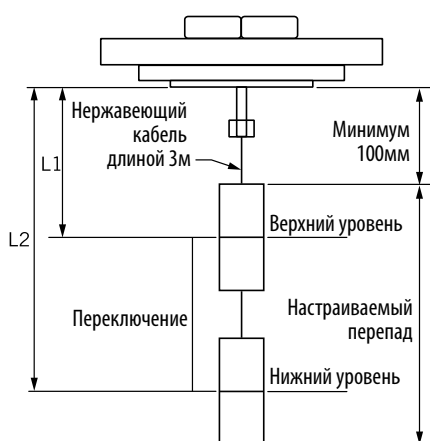 Нержавеющий
кабель
длиной 3м
Минимум
100мм
L1
L2
Верхний уровень
Переключение
Настраиваемый
перепад
Нижний уровень